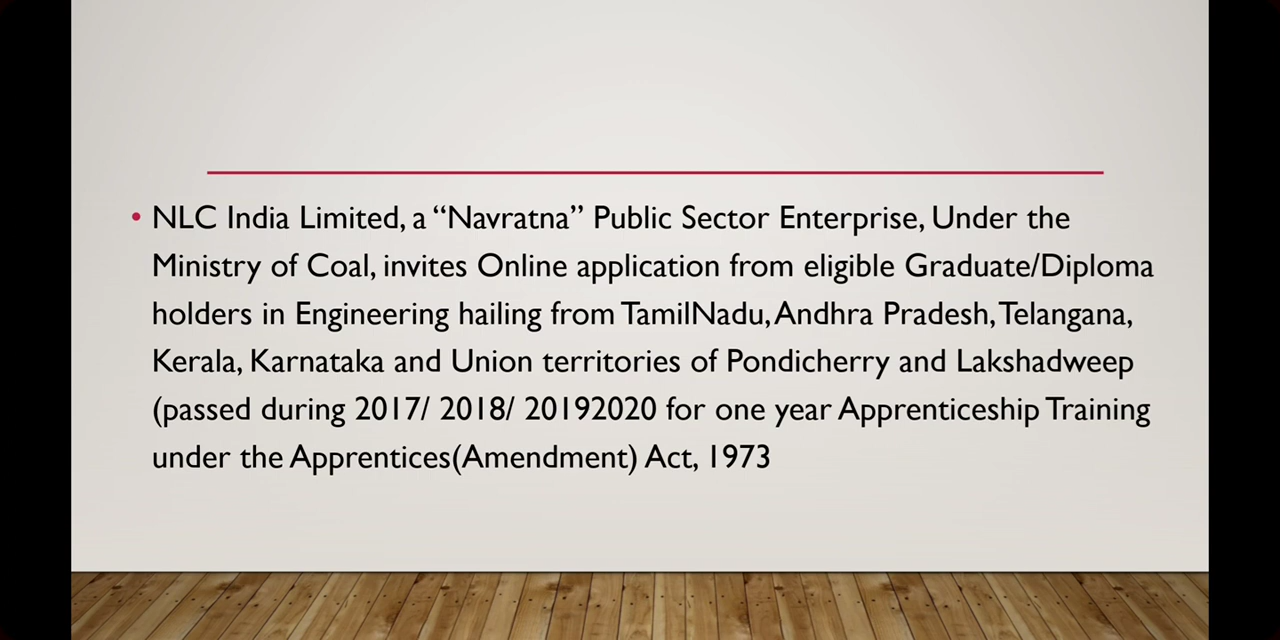 • NLC India Limited, a “Navratna” Public Sector Enterprise, Under the
Ministry of Coal, invites Online application from eligible Graduate/Diploma
holders in Engineering hailing from TamilNadu, Andhra Pradesh, Telangana,
Kerala, Karnataka and Union territories of Pondicherry and Lakshadweep
(passed during 2017/ 2018/ 20192020 for one year Apprenticeship Training
under the Apprentices(Amendment) Act, 1973